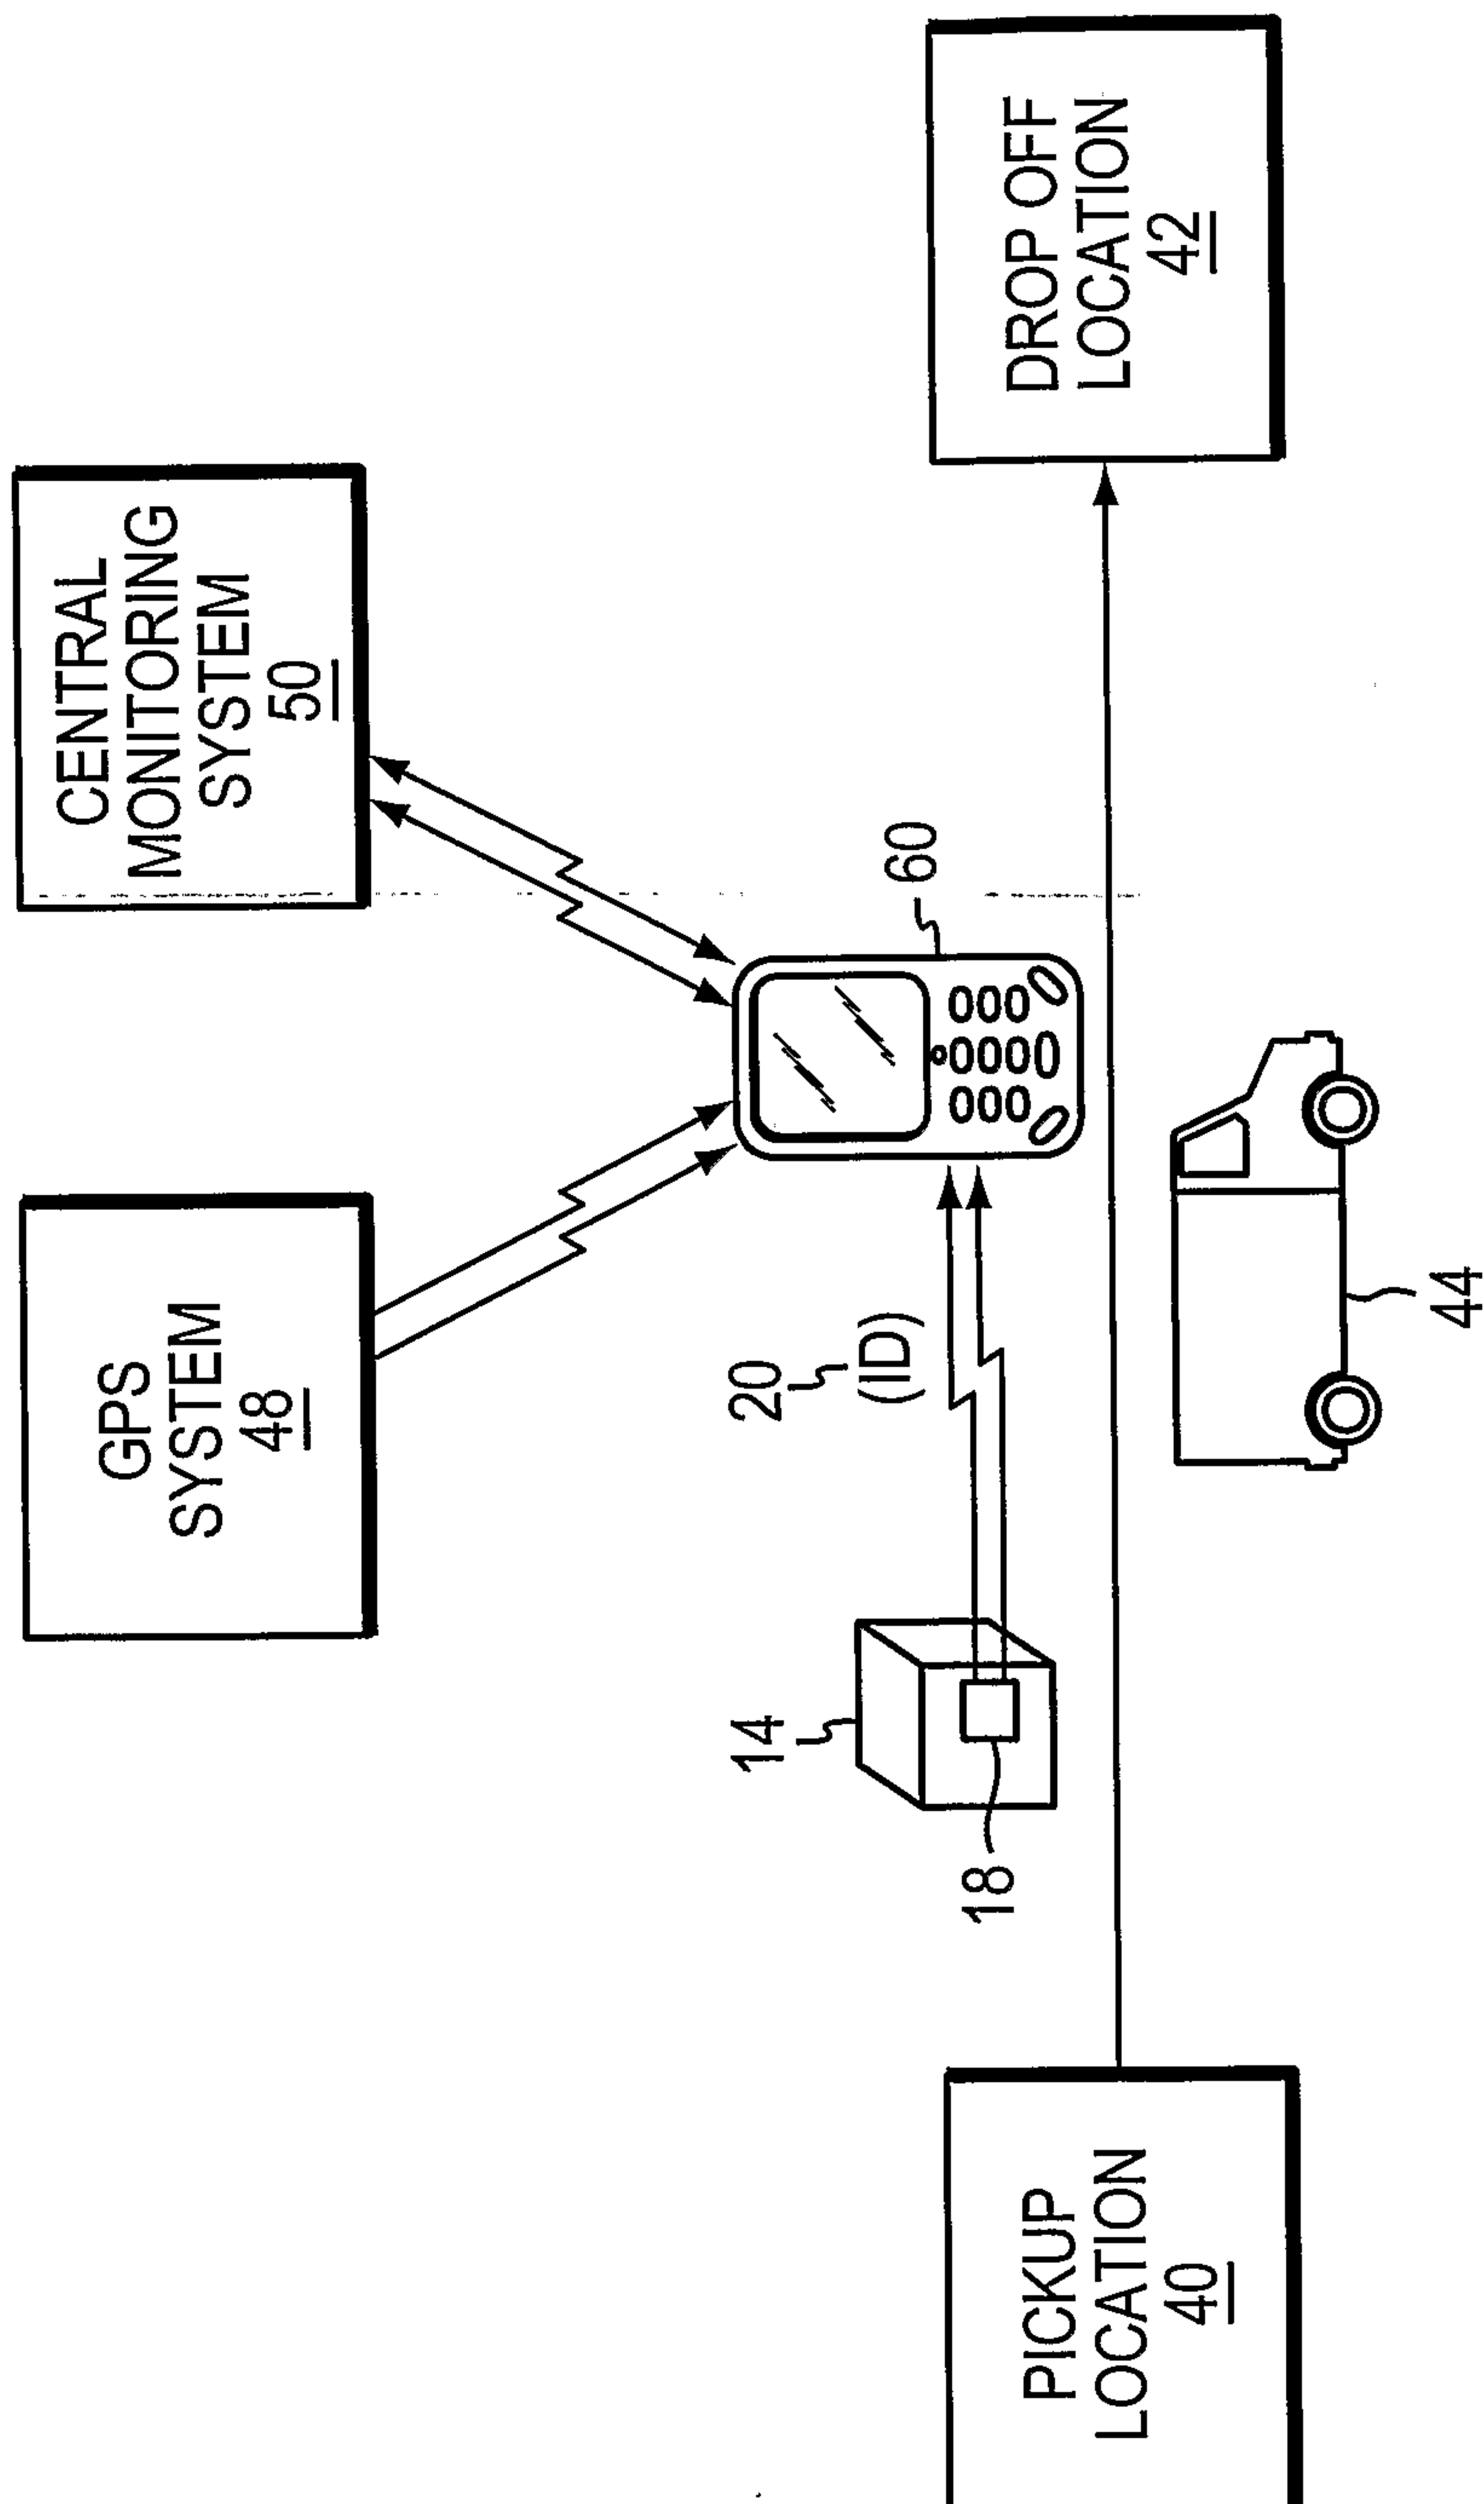 GPS
SYSTEM
48
CENTRAL
MONITORING
SYSTEM
50
14
20
(ID)
60
18
PICKUP
LOCATION
40
DROP OFF
LOCATION
42
44